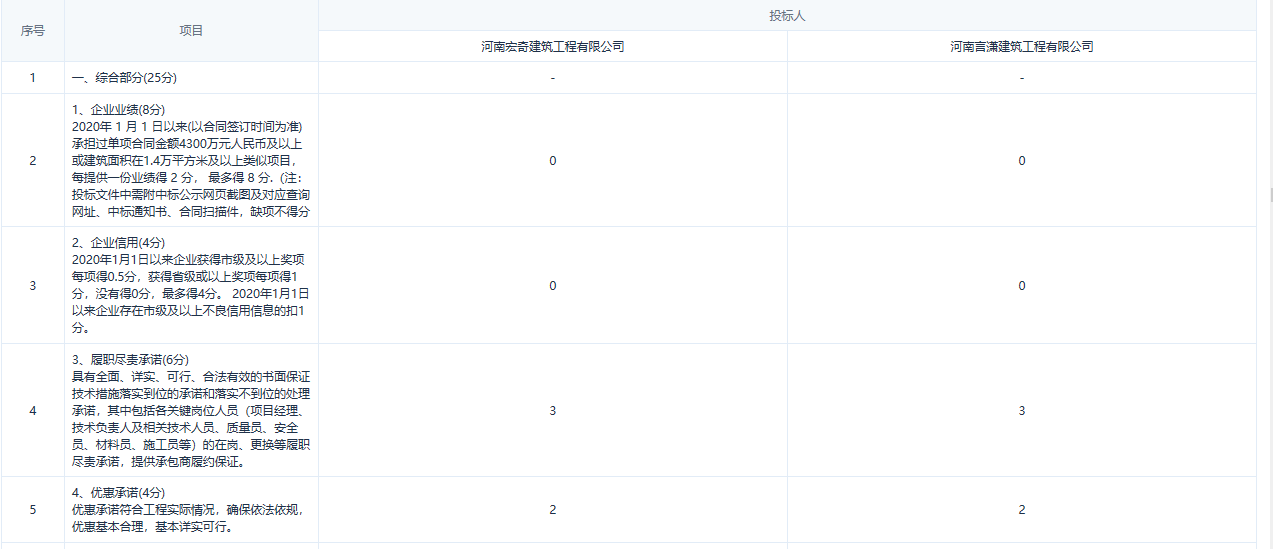 序号
项目
投标人
河南宏奇建筑工程有限公司
河南言潇建筑工程有限公司
1
一、综合部分(25分)
-
-
2
1、企业业绩(8分)
2020年 1 月 1 日以来(以合同签订时间为准)
承担过单项合同金额4300万元人民币及以上
或建筑面积在1.4万平方米及以上类似项目，
每提供一份业绩得 2 分， 最多得 8 分.（注：
投标文件中需附中标公示网页截图及对应查询
网址、中标通知书、合同扫描件，缺项不得分
0
0
3
2、企业信用(4分)
2020年1月1日以来企业获得市级及以上奖项
每项得0.5分，获得省级或以上奖项每项得1
分，没有得0分，最多得4分。 2020年1月1日
以来企业存在市级及以上不良信用信息的扣1
分。
0
0
4
3、履职尽责承诺(6分)
具有全面、详实、可行、合法有效的书面保证
技术措施落实到位的承诺和落实不到位的处理
承诺，其中包括各关键岗位人员（项目经理、
技术负责人及相关技术人员、质量员、安全
员、材料员、施工员等）的在岗、更换等履职
尽责承诺，提供承包商履约保证。
3
3
5
4、优惠承诺(4分)
优惠承诺符合工程实际情况，确保依法依规，
优惠基本合理，基本详实可行。
2
2